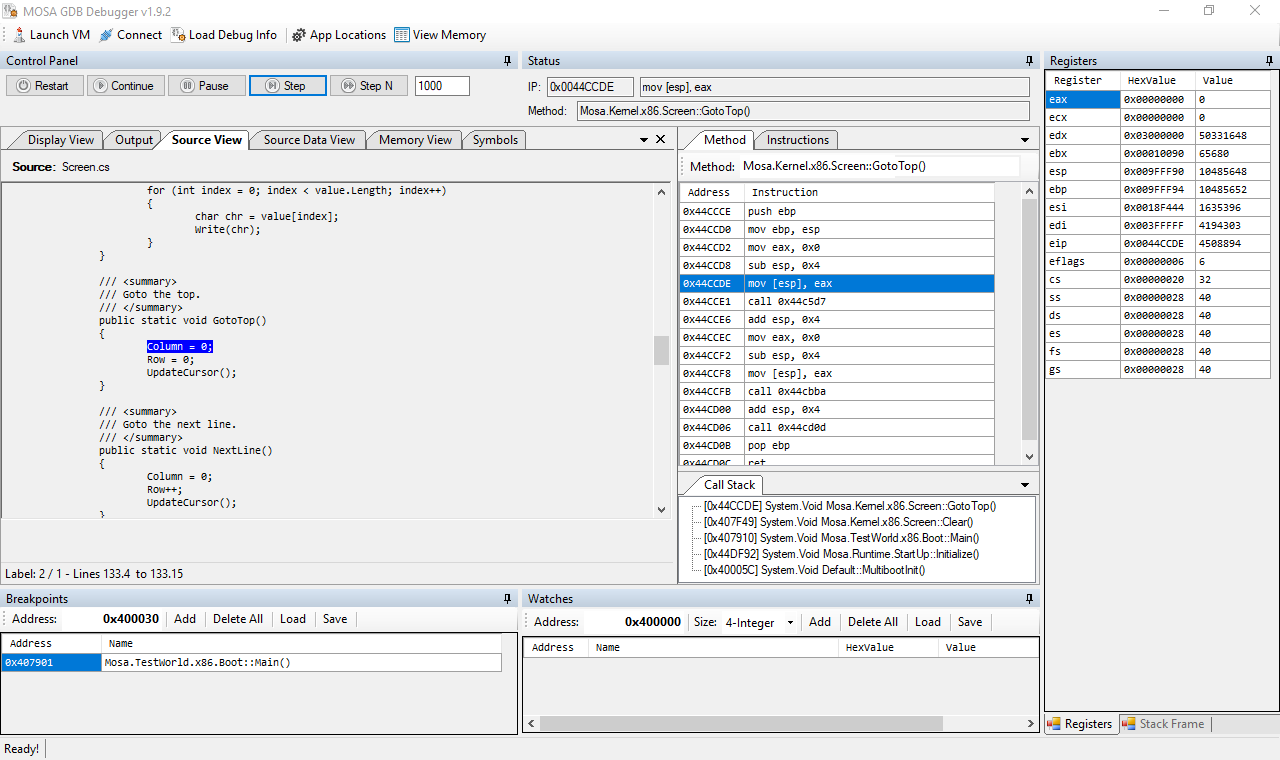 MOSA GDB Debugger v1.9.2
Launch VM Connect Load Debug Info App Locations View Memory
Control Panel
Restart Continue Pause Step Step N 1000
Status
IP: 0x0044CCDE mov [esp], eax
Method: Mosa.Kernel.x86.Screen::GotoTop()
Display View Output Source View Source Data View Memory View Symbols
Source: Screen.cs
for (int index = 0; index < value.Length; index++)
{
char chr = value[index];
Write(chr);
}
}
/// <summary>
/// Goto the top.
/// </summary>
public static void GotoTop()
{
Column = 0;
Row = 0;
UpdateCursor();
}
/// <summary>
/// Goto the next line.
/// </summary>
public static void NextLine()
{
Column = 0;
Row++;
UpdateCursor();
}
Label: 2 / 1 - Lines 133.4 to 133.15
Method Instructions
Method: Mosa.Kernel.x86.Screen::GotoTop()
Address Instruction
0x44CCCE push ebp
0x44CCD0 mov ebp, esp
0x44CCD2 mov eax, 0x0
0x44CCD8 sub esp, 0x4
0x44CCDE mov [esp], eax
0x44CCE1 call 0x44c5d7
0x44CCE6 add esp, 0x4
0x44CCEC mov eax, 0x0
0x44CCF2 sub esp, 0x4
0x44CCF8 mov [esp], eax
0x44CCFB call 0x44cbba
0x44CD00 add esp, 0x4
0x44CD06 call 0x44cd0d
0x44CD0B pop ebp
0x44CD0C ret
Call Stack
[0x44CCDE] System.Void Mosa.Kernel.x86.Screen::GotoTop()
[0x407F49] System.Void Mosa.Kernel.x86.Screen::Clear()
[0x407910] System.Void Mosa.TestWorld.x86.Boot::Main()
[0x44DF92] System.Void Mosa.Runtime.StartUp::Initialize()
[0x40005C] System.Void Default::MultibootInit()
Registers
Register HexValue Value
eax 0x00000000 0
ecx 0x00000000 0
edx 0x03000000 50331648
ebx 0x00010090 65680
esp 0x009FFF90 10485648
ebp 0x009FFF94 10485652
esi 0x0018F444 1635396
edi 0x003FFFFF 4194303
eip 0x0044CCDE 4508894
eflags 0x00000006 6
cs 0x00000020 32
ss 0x00000028 40
ds 0x00000028 40
es 0x00000028 40
fs 0x00000028 40
gs 0x00000028 40
Registers Stack Frame
Breakpoints
Address: 0x400030 Add Delete All Load Save
Address Name
0x407901 Mosa.TestWorld.x86.Boot::Main()
Watches
Address: 0x400000 Size: 4-Integer Add Delete All Load Save
Address Name HexValue Value
Ready!